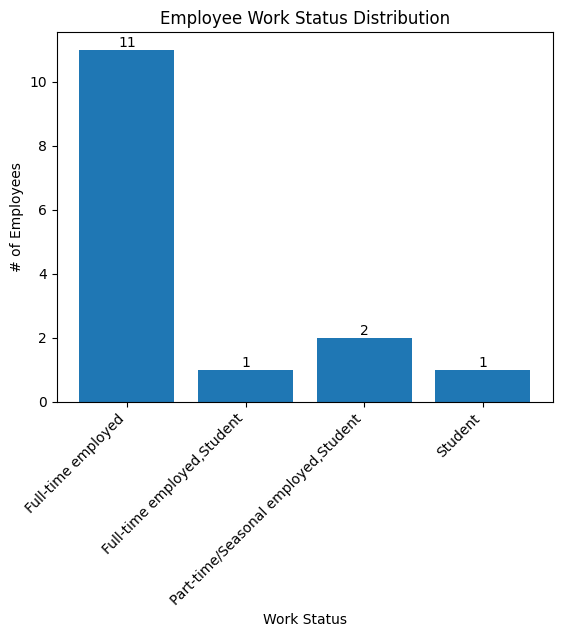 Employee Work Status Distribution
# of Employees
10
8
6
4
2
0
11
1
2
1
Full-time employed
Full-time employed,Student
Part-time/Seasonal employed,Student
Student
Work Status